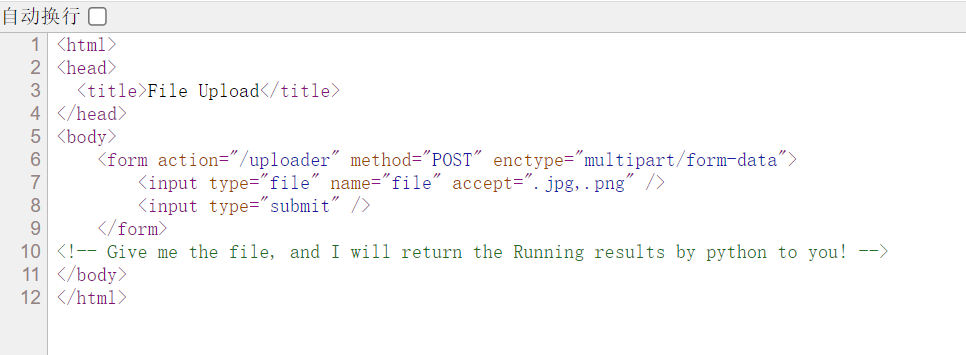 自动换行
1 <html>
2 <head>
3   <title>File Upload</title>
4 </head>
5 <body>
6     <form action="/uploader" method="POST" enctype="multipart/form-data">
7         <input type="file" name="file" accept=".jpg,.png" />
8         <input type="submit" />
9     </form>
10 <!-- Give me the file, and I will return the Running results by python to you! -->
11 </body>
12 </html>